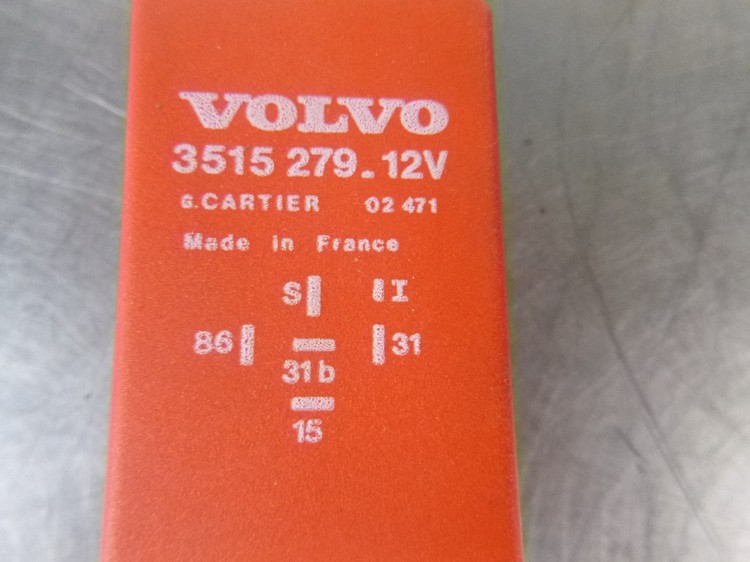 VOLVO
3515 279.12V
G.CARTIER 02 471
Made in France
S I
86 31
31b
15